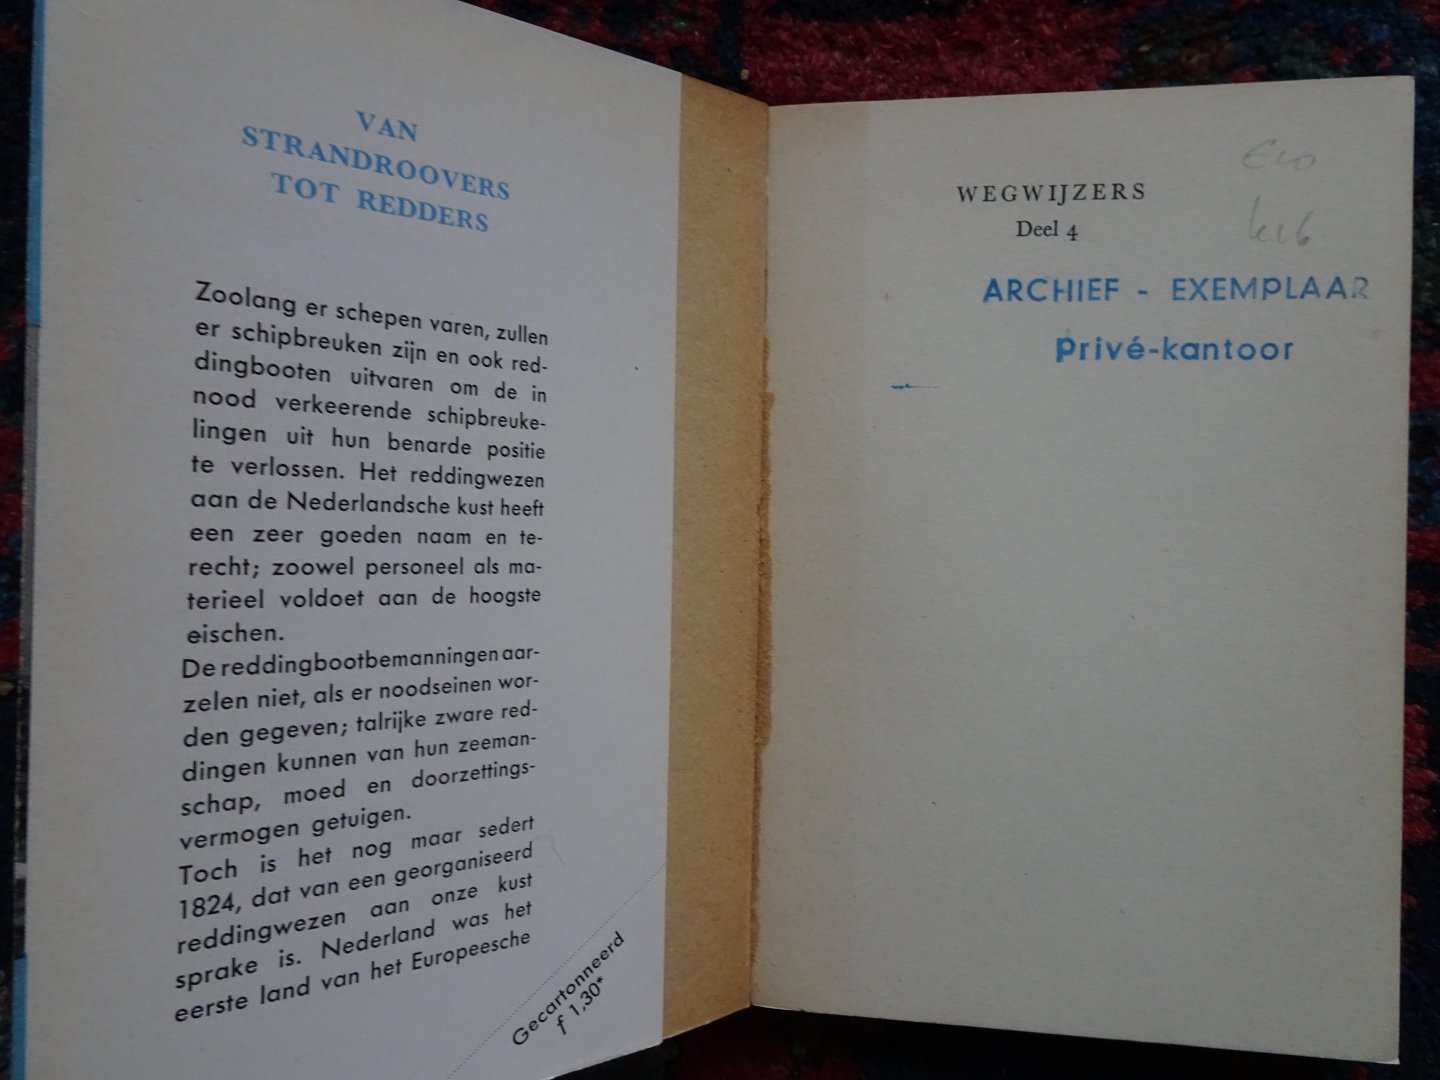 VAN
STRANDROOVERS
TOT REDDERS
Zoolang er schepen varen, zullen
er schipbreuken zijn en ook red-
dingbooten uitvaren om de in
nood verkeerende schipbreuke-
lingen uit hun benarde positie
te verlossen. Het reddingwezen
aan de Nederlandsche kust heeft
een zeer goeden naam en te-
recht; zoowel personeel als ma-
terieel voldoet aan de hoogste
eischen.
De reddingbootbemanningen aar-
zelen niet, als er noodseinen wor-
den gegeven; talrijke zware red-
dingen kunnen van hun zeeman-
schap, moed en doorzettings-
vermogen getuigen.
Toch is het nog maar sedert
1824, dat van een georganiseerd
reddingwezen aan onze kust
sprake is. Nederland was het
eerste land van het Europeesche
Gecartonneerd
f 1,30*
WEGWIJZERS
Deel 4
ARCHIEF - EXEMPLAAR
Privé-kantoor